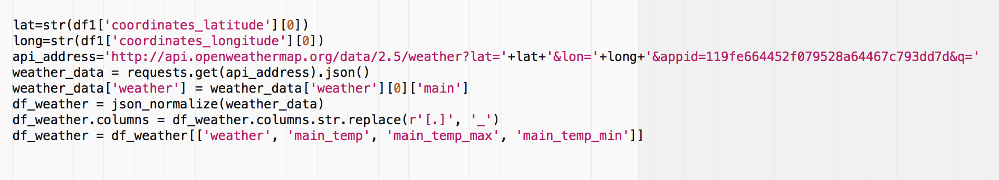 lat=str(df1['coordinates_latitude'][0])
long=str(df1['coordinates_longitude'][0])
api_address='http://api.openweathermap.org/data/2.5/weather?lat='+lat+'&lon='+long+'&appid=119fe664452f079528a64467c793dd7d&q='
weather_data = requests.get(api_address).json()
weather_data['weather'] = weather_data['weather'][0]['main']
df_weather = json_normalize(weather_data)
df_weather.columns = df_weather.columns.str.replace(r'[.]', '_')
df_weather = df_weather[['weather', 'main_temp', 'main_temp_max', 'main_temp_min']]